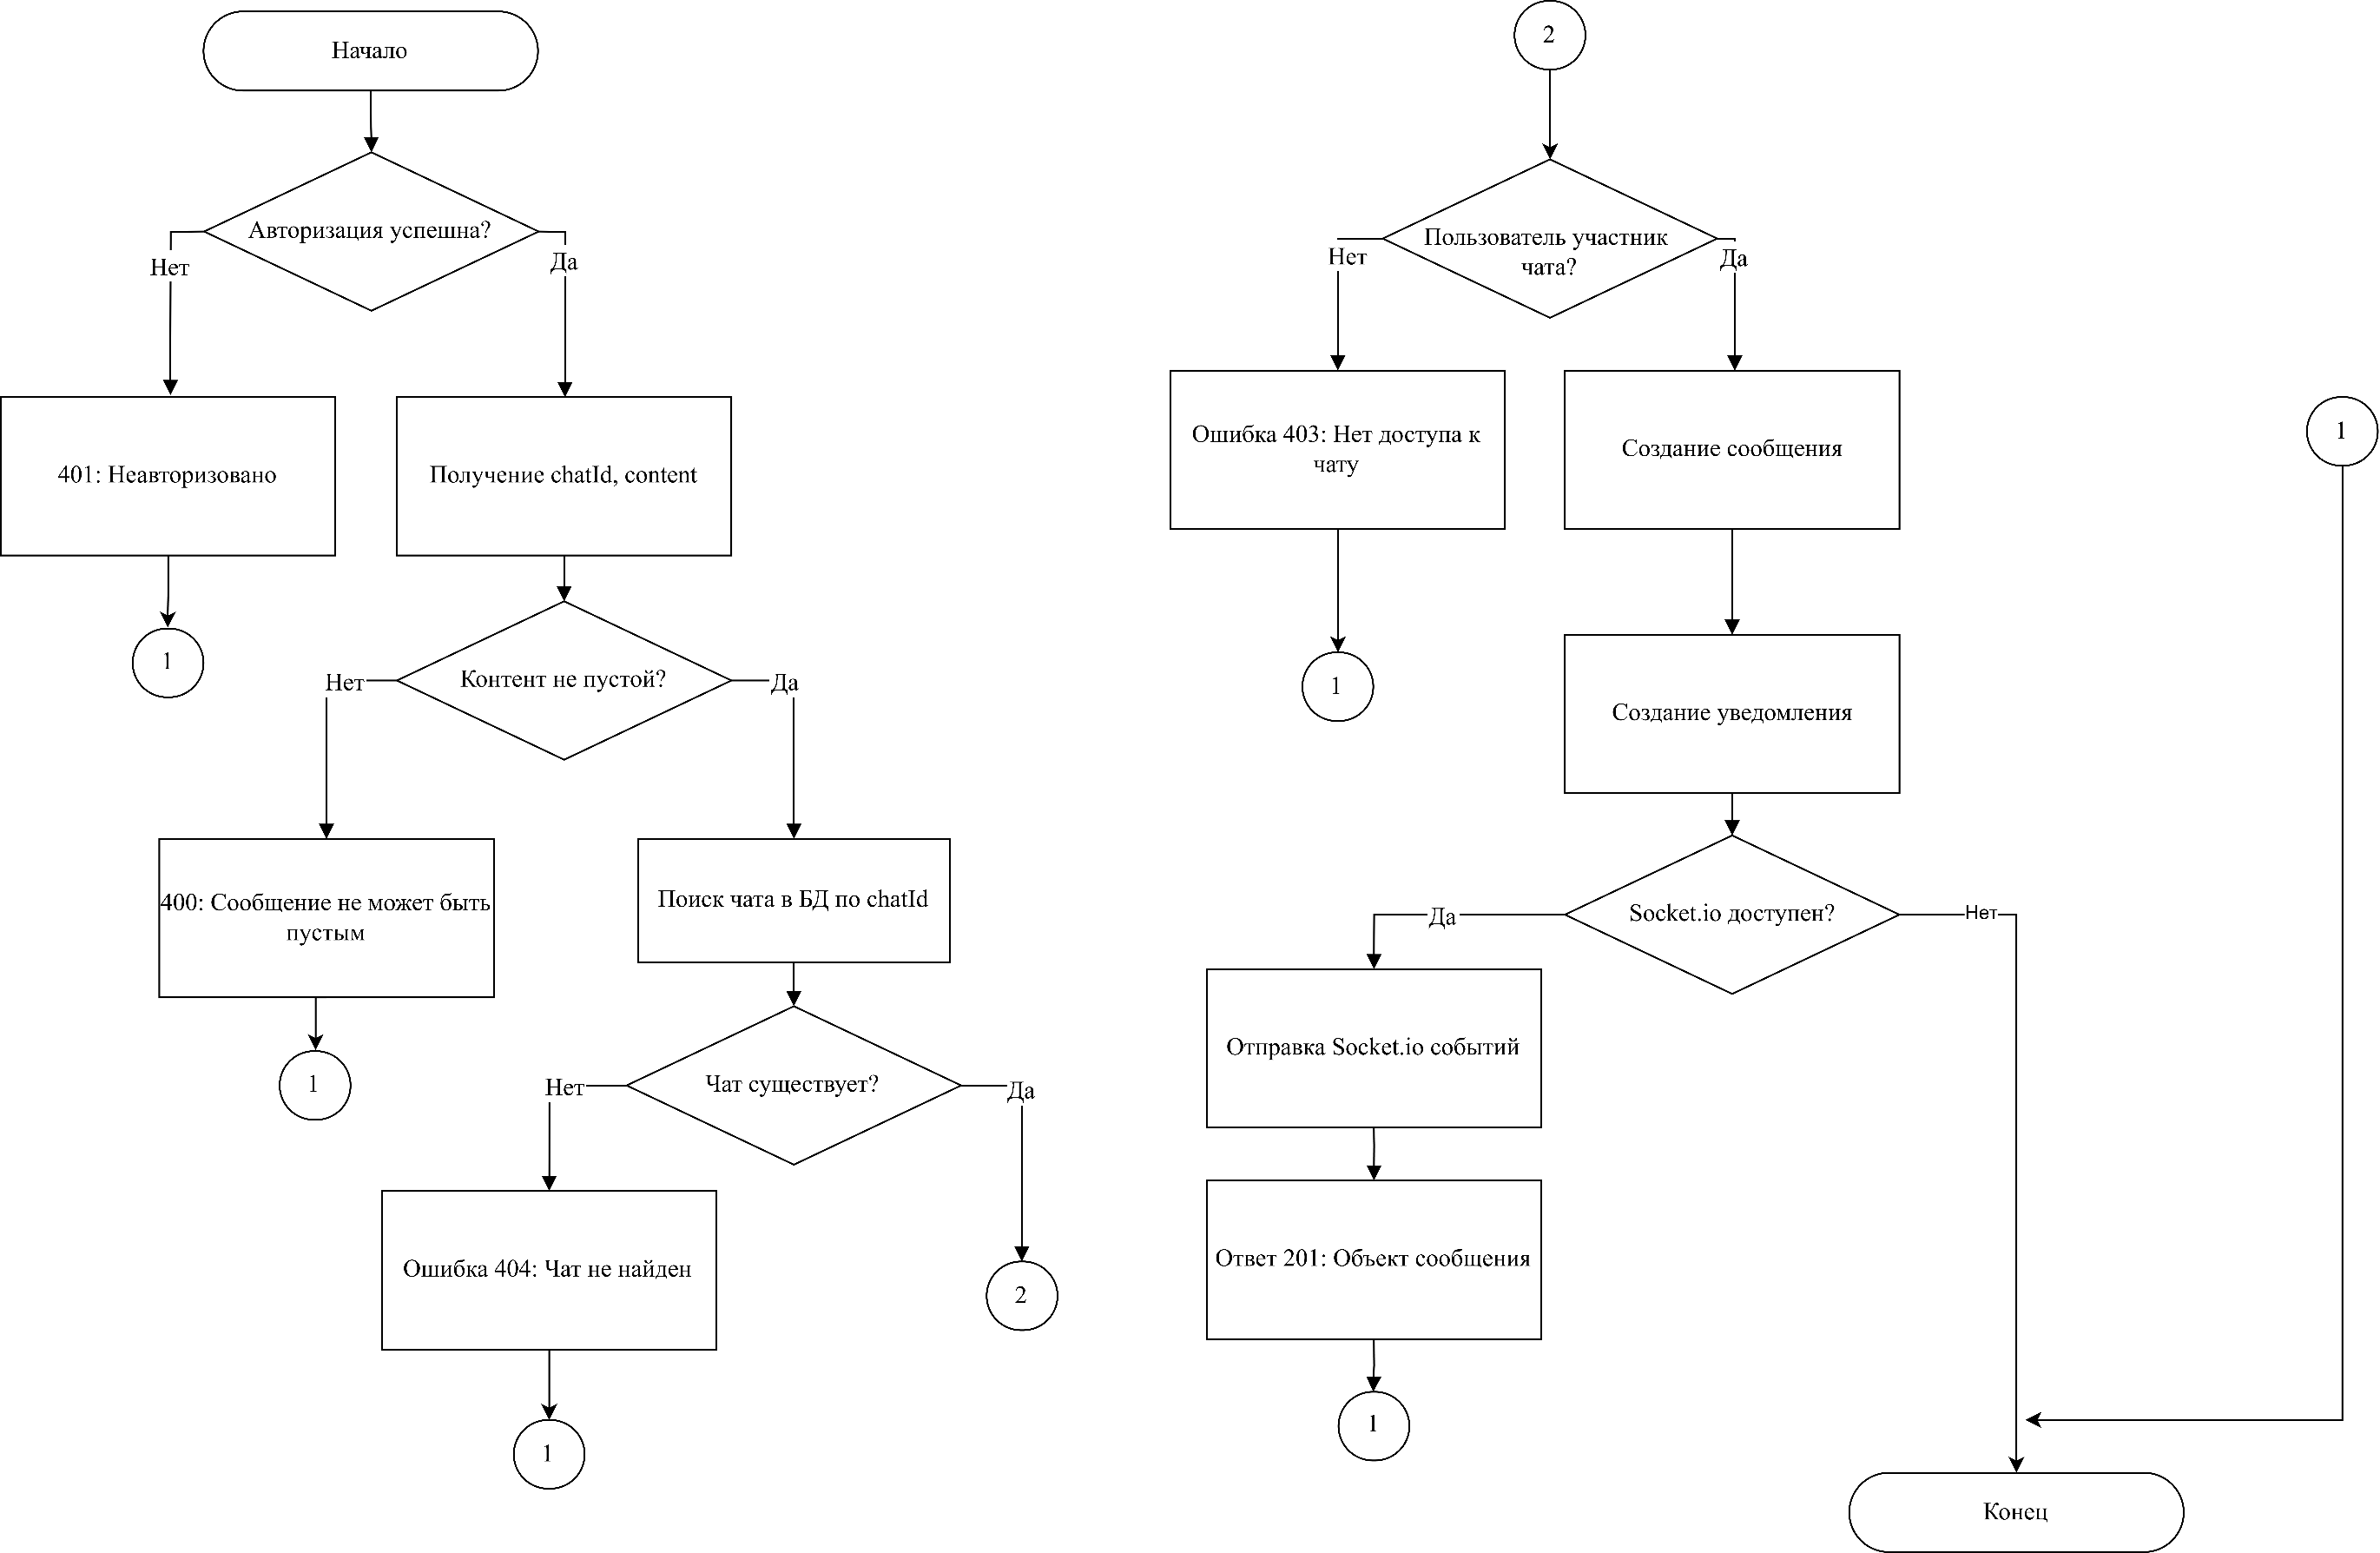 Начало
Авторизация успешна?
Нет
Да
401: Неавторизовано
Получение chatId, content
1
Контент не пустой?
Нет
Да
400: Сообщение не может быть
пустым
Поиск чата в БД по chatId
1
Чат существует?
Нет
Да
Ошибка 404: Чат не найден
2
1
2
Пользователь участник
чата?
Нет
Да
Ошибка 403: Нет доступа к
чату
Создание сообщения
1
1
Создание уведомления
Socket.io доступен?
Да
Нет
Отправка Socket.io событий
Ответ 201: Объект сообщения
1
Конец